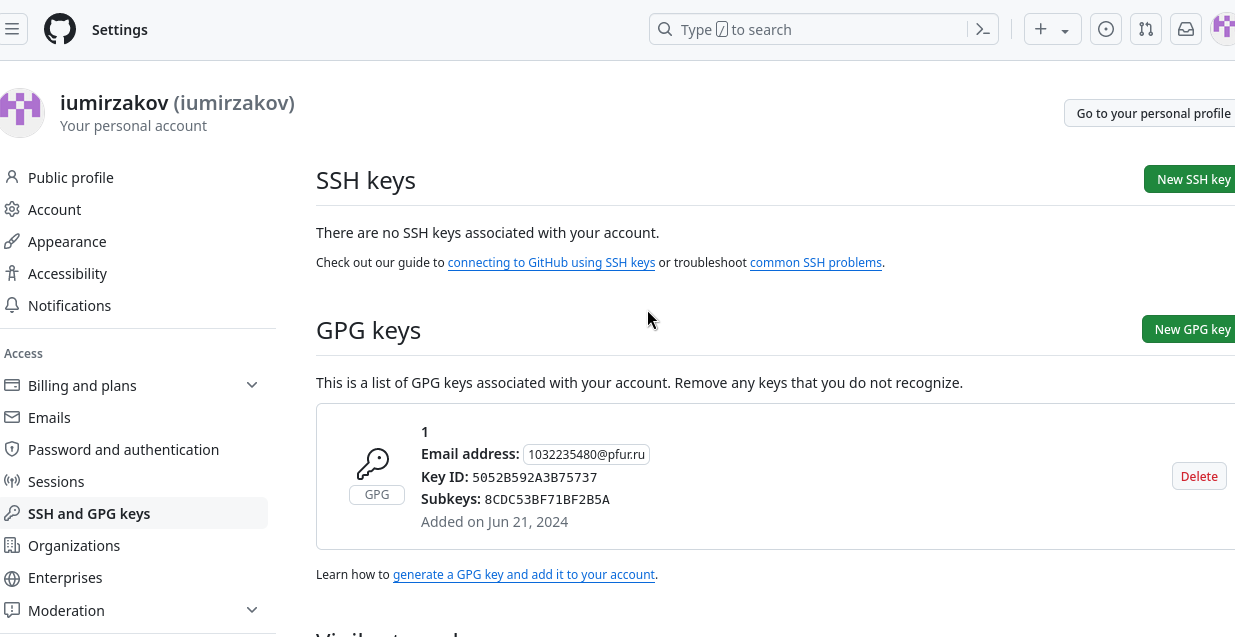 Settings
Type / to search
iumirzakov (iumirzakov)
Your personal account
Go to your personal profile
Public profile
Account
Appearance
Accessibility
Notifications
Access
Billing and plans
Emails
Password and authentication
Sessions
SSH and GPG keys
Organizations
Enterprises
Moderation
SSH keys
New SSH key
There are no SSH keys associated with your account.
Check out our guide to connecting to GitHub using SSH keys or troubleshoot common SSH problems.
GPG keys
New GPG key
This is a list of GPG keys associated with your account. Remove any keys that you do not recognize.
GPG
1
Email address: 1032235480@pfur.ru
Key ID: 5052B592A3B75737
Subkeys: 8CDC53BF71BF2B5A
Added on Jun 21, 2024
Delete
Learn how to generate a GPG key and add it to your account.